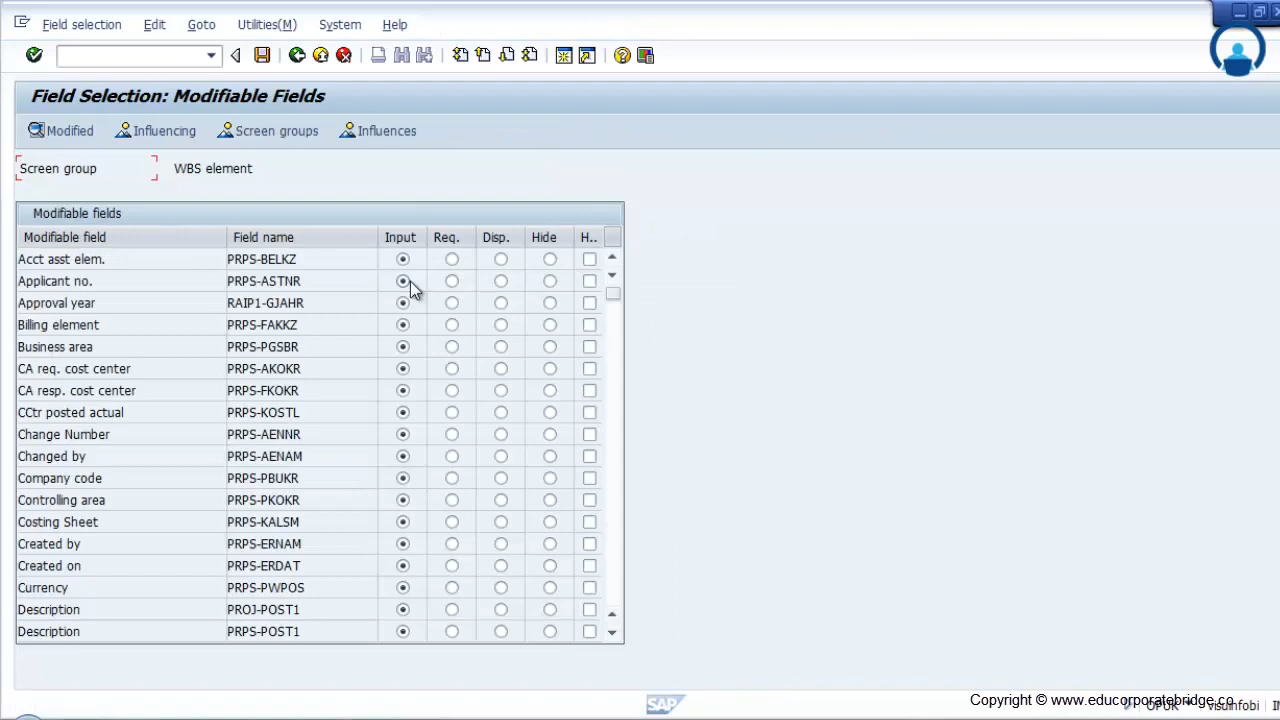 Field selection Edit Goto Utilities(M) System Help
Field Selection: Modifiable Fields
Modified Influencing Screen groups Influences
Screen group WBS element
Modifiable fields
Modifiable field Field name Input Req. Disp. Hide H..
Acct asst elem. PRPS-BELKZ
Applicant no. PRPS-ASTNR
Approval year RAIP1-GJAHR
Billing element PRPS-FAKKZ
Business area PRPS-PGSBR
CA req. cost center PRPS-AKOKR
CA resp. cost center PRPS-FKOKR
CCtr posted actual PRPS-KOSTL
Change Number PRPS-AENNR
Changed by PRPS-AENAM
Company code PRPS-PBUKR
Controlling area PRPS-PKOKR
Costing Sheet PRPS-KALSM
Created by PRPS-ERNAM
Created on PRPS-ERDAT
Currency PRPS-PWPOS
Description PROJ-POST1
Description PRPS-POST1
SAP
Copyright © www.educorporatebridge.co
OPUK visuinfobi